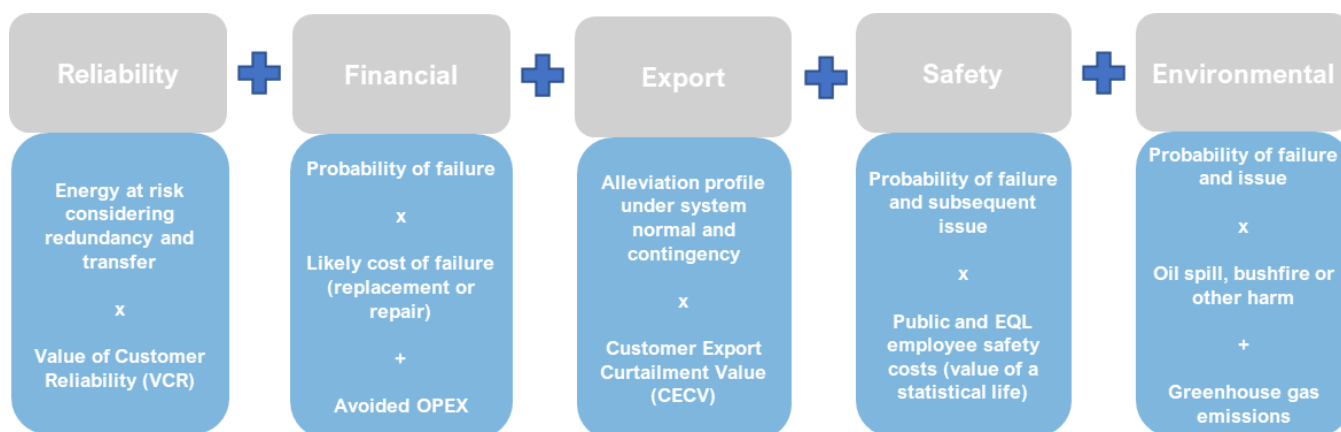 Reliability
Financial
Export
Safety
Environmental
Energy at risk
considering
redundancy and
transfer
x
Value of Customer
Reliability (VCR)
Probability of failure
x
Likely cost of failure
(replacement or
repair)
+
Avoided OPEX
Alleviation profile
under system
normal and
contingency
x
Customer Export
Curtailment Value
(CECV)
Probability of failure
and subsequent
issue
x
Public and EQL
employee safety
costs (value of a
statistical life)
Probability of failure
and issue
x
Oil spill, bushfire or
other harm
+
Greenhouse gas
emissions